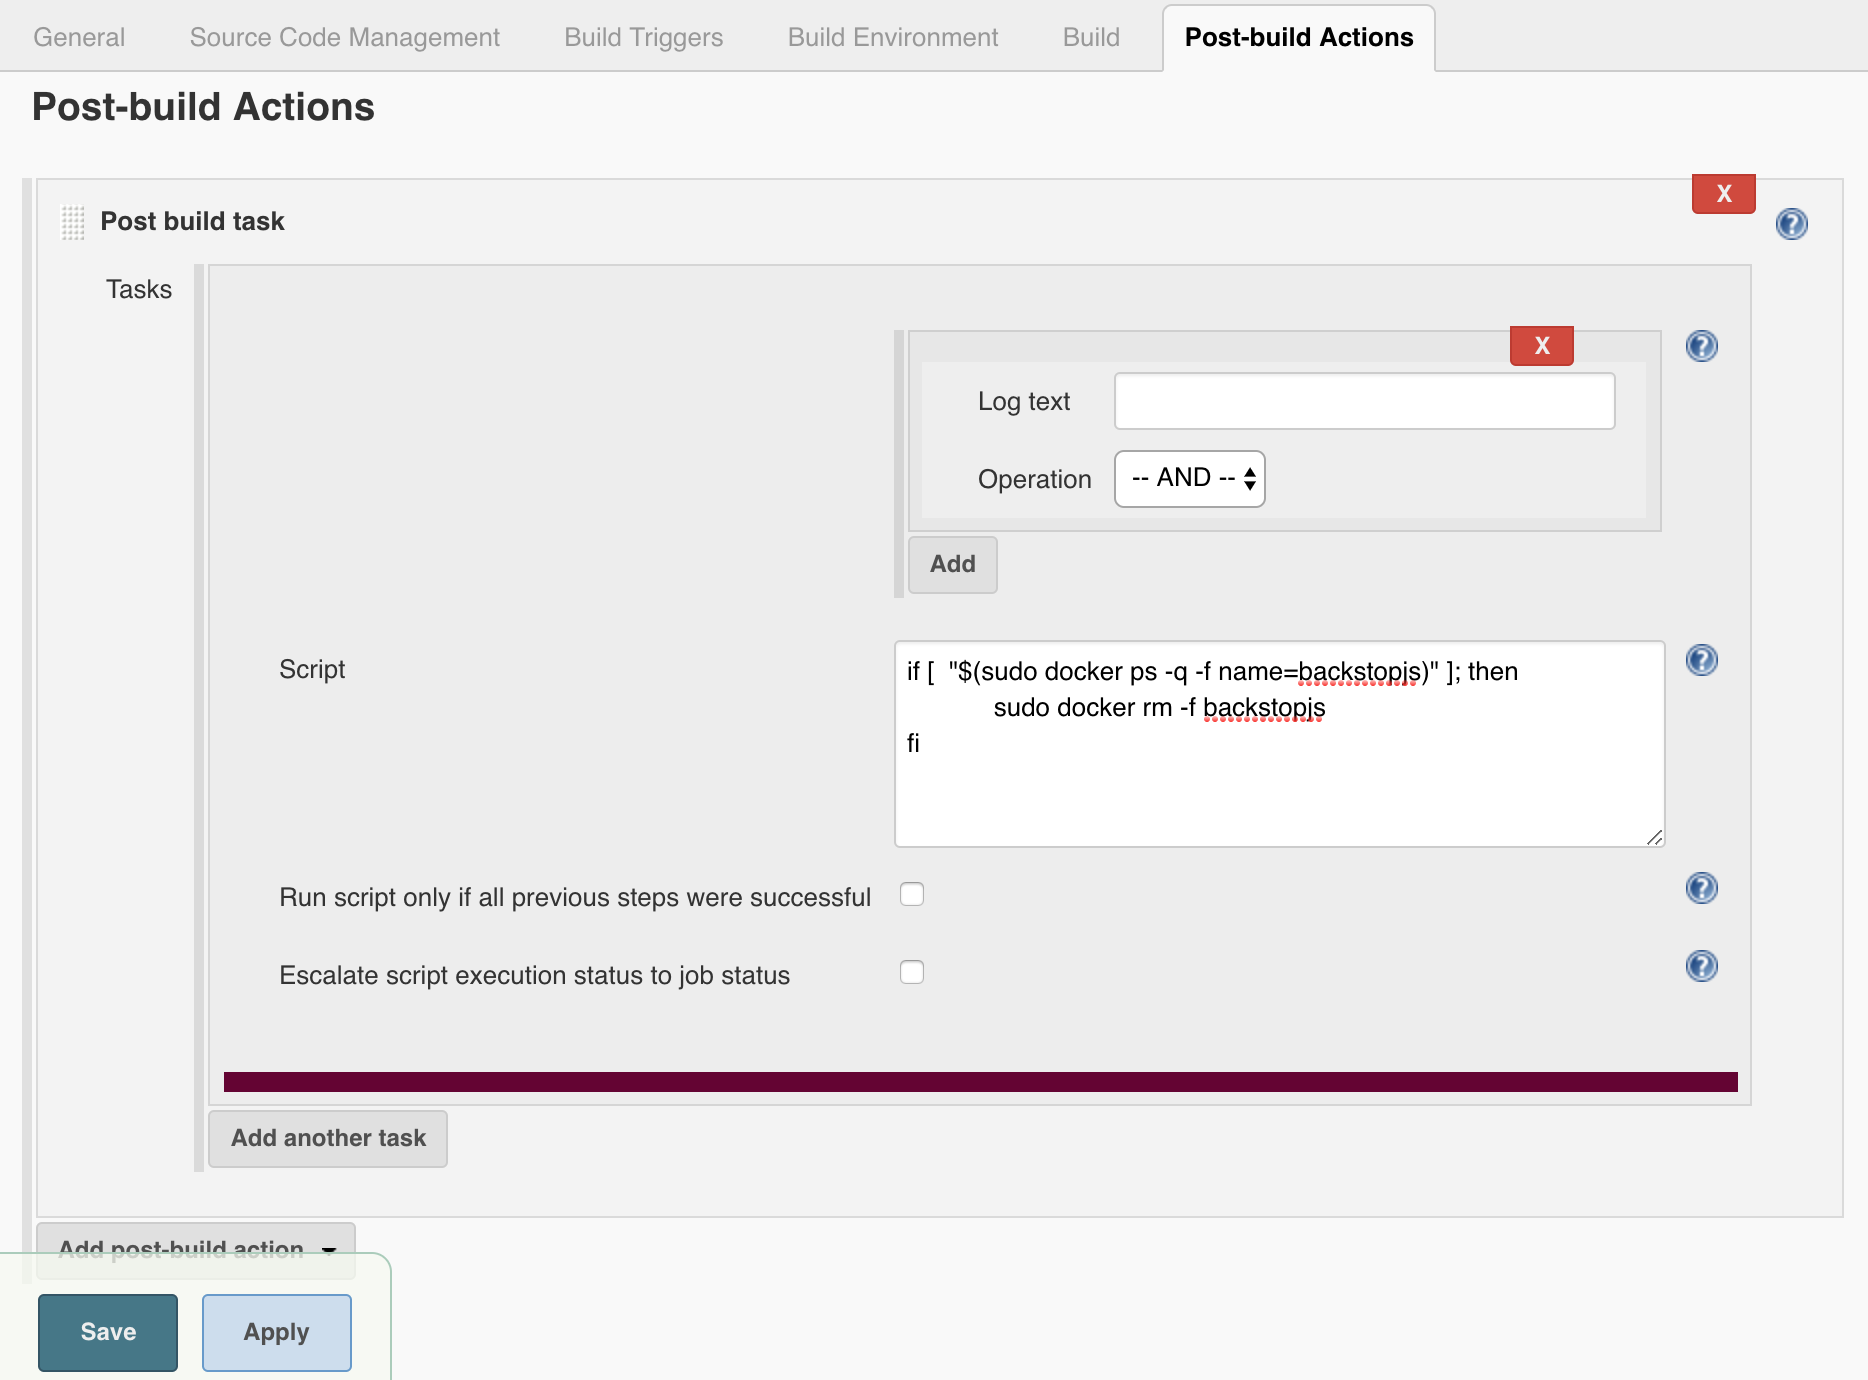 General Source Code Management Build Triggers Build Environment Build Post-build Actions
Post-build Actions
X
Post build task
Tasks
X
Log text
Operation -- AND --
Add
Script
if [  "$(sudo docker ps -q -f name=backstopjs)" ]; then
sudo docker rm -f backstopjs
fi
Run script only if all previous steps were successful
Escalate script execution status to job status
Add another task
Add post-build action
Save Apply